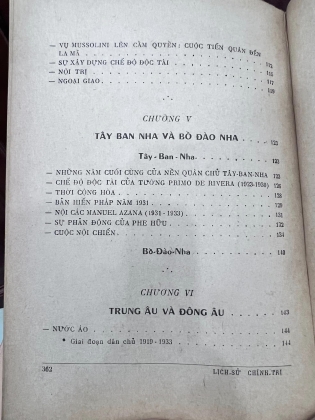 — VỤ MUSSOLINI LÊN CẦM QUYỀN : CUỘC TIẾN QUÂN ĐẾN
LA MÃ
— SỰ XÂY DỰNG CHẾ ĐỘ ĐỘC TÀI
— NỘI TRỊ
— NGOẠI GIAO
CHƯƠNG V
TÂY BAN NHA VÀ BỒ ĐÀO NHA
Tây-Ban-Nha
— NHỮNG NĂM CUỐI CÙNG CỦA NỀN QUÂN CHỦ TÂY-BAN-NHA
— CHẾ ĐỘ ĐỘC TÀI CỦA TƯỚNG PRIMO DE RIVERA (1923-1930)
— THỜI CỘNG HÒA
— BẢN HIẾN PHÁP NĂM 1931
— NỘI CÁC MANUEL AZANA (1931 - 1933)
— SỰ PHẢN ĐỘNG CỦA PHE HỮU
— CUỘC NỘI CHIẾN
Bồ-Đào-Nha
CHƯƠNG VI
TRUNG ÂU VÀ ĐÔNG ÂU 143
— NƯỚC ÁO 144
* Giai đoạn dân chủ 1919 - 1933 144
362 LỊCH-SỬ CHÍNH-TRỊ